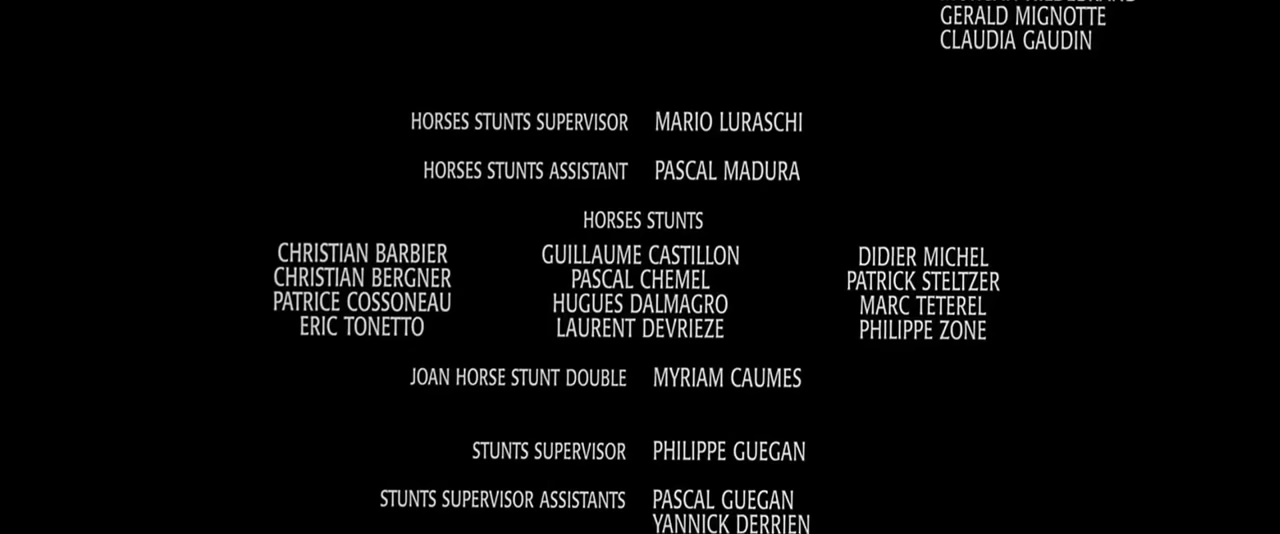 GERALD MIGNOTTE
CLAUDIA GAUDIN
HORSES STUNTS SUPERVISOR MARIO LURASCHI
HORSES STUNTS ASSISTANT PASCAL MADURA
HORSES STUNTS
CHRISTIAN BARBIER GUILLAUME CASTILLON DIDIER MICHEL
CHRISTIAN BERGNER PASCAL CHEMEL PATRICK STELTZER
PATRICE COSSONEAU HUGUES DALMAGRO MARC TETEREL
ERIC TONETTO LAURENT DEVRIEZE PHILIPPE ZONE
JOAN HORSE STUNT DOUBLE MYRIAM CAUMES
STUNTS SUPERVISOR PHILIPPE GUEGAN
STUNTS SUPERVISOR ASSISTANTS PASCAL GUEGAN
YANNICK DERRIEN